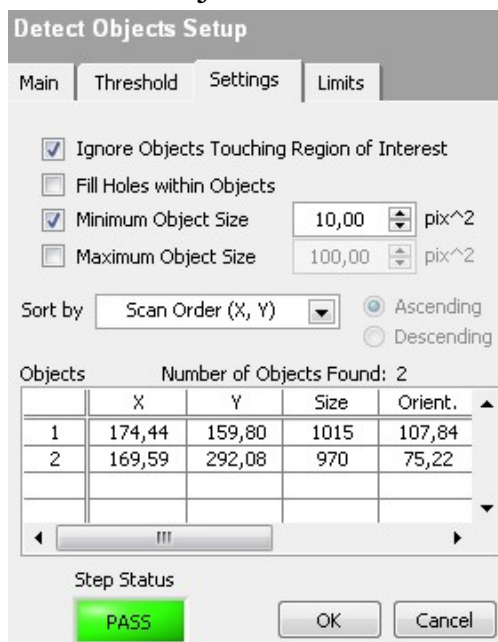 Detect Objects Setup
Main Threshold Settings Limits
Ignore Objects Touching Region of Interest
Fill Holes within Objects
Minimum Object Size 10,00 pix^2
Maximum Object Size 100,00 pix^2
Sort by Scan Order (X, Y) Ascending
Descending
Objects Number of Objects Found: 2
X Y Size Orient.
1 174,44 159,80 1015 107,84
2 169,59 292,08 970 75,22
Step Status
PASS OK Cancel